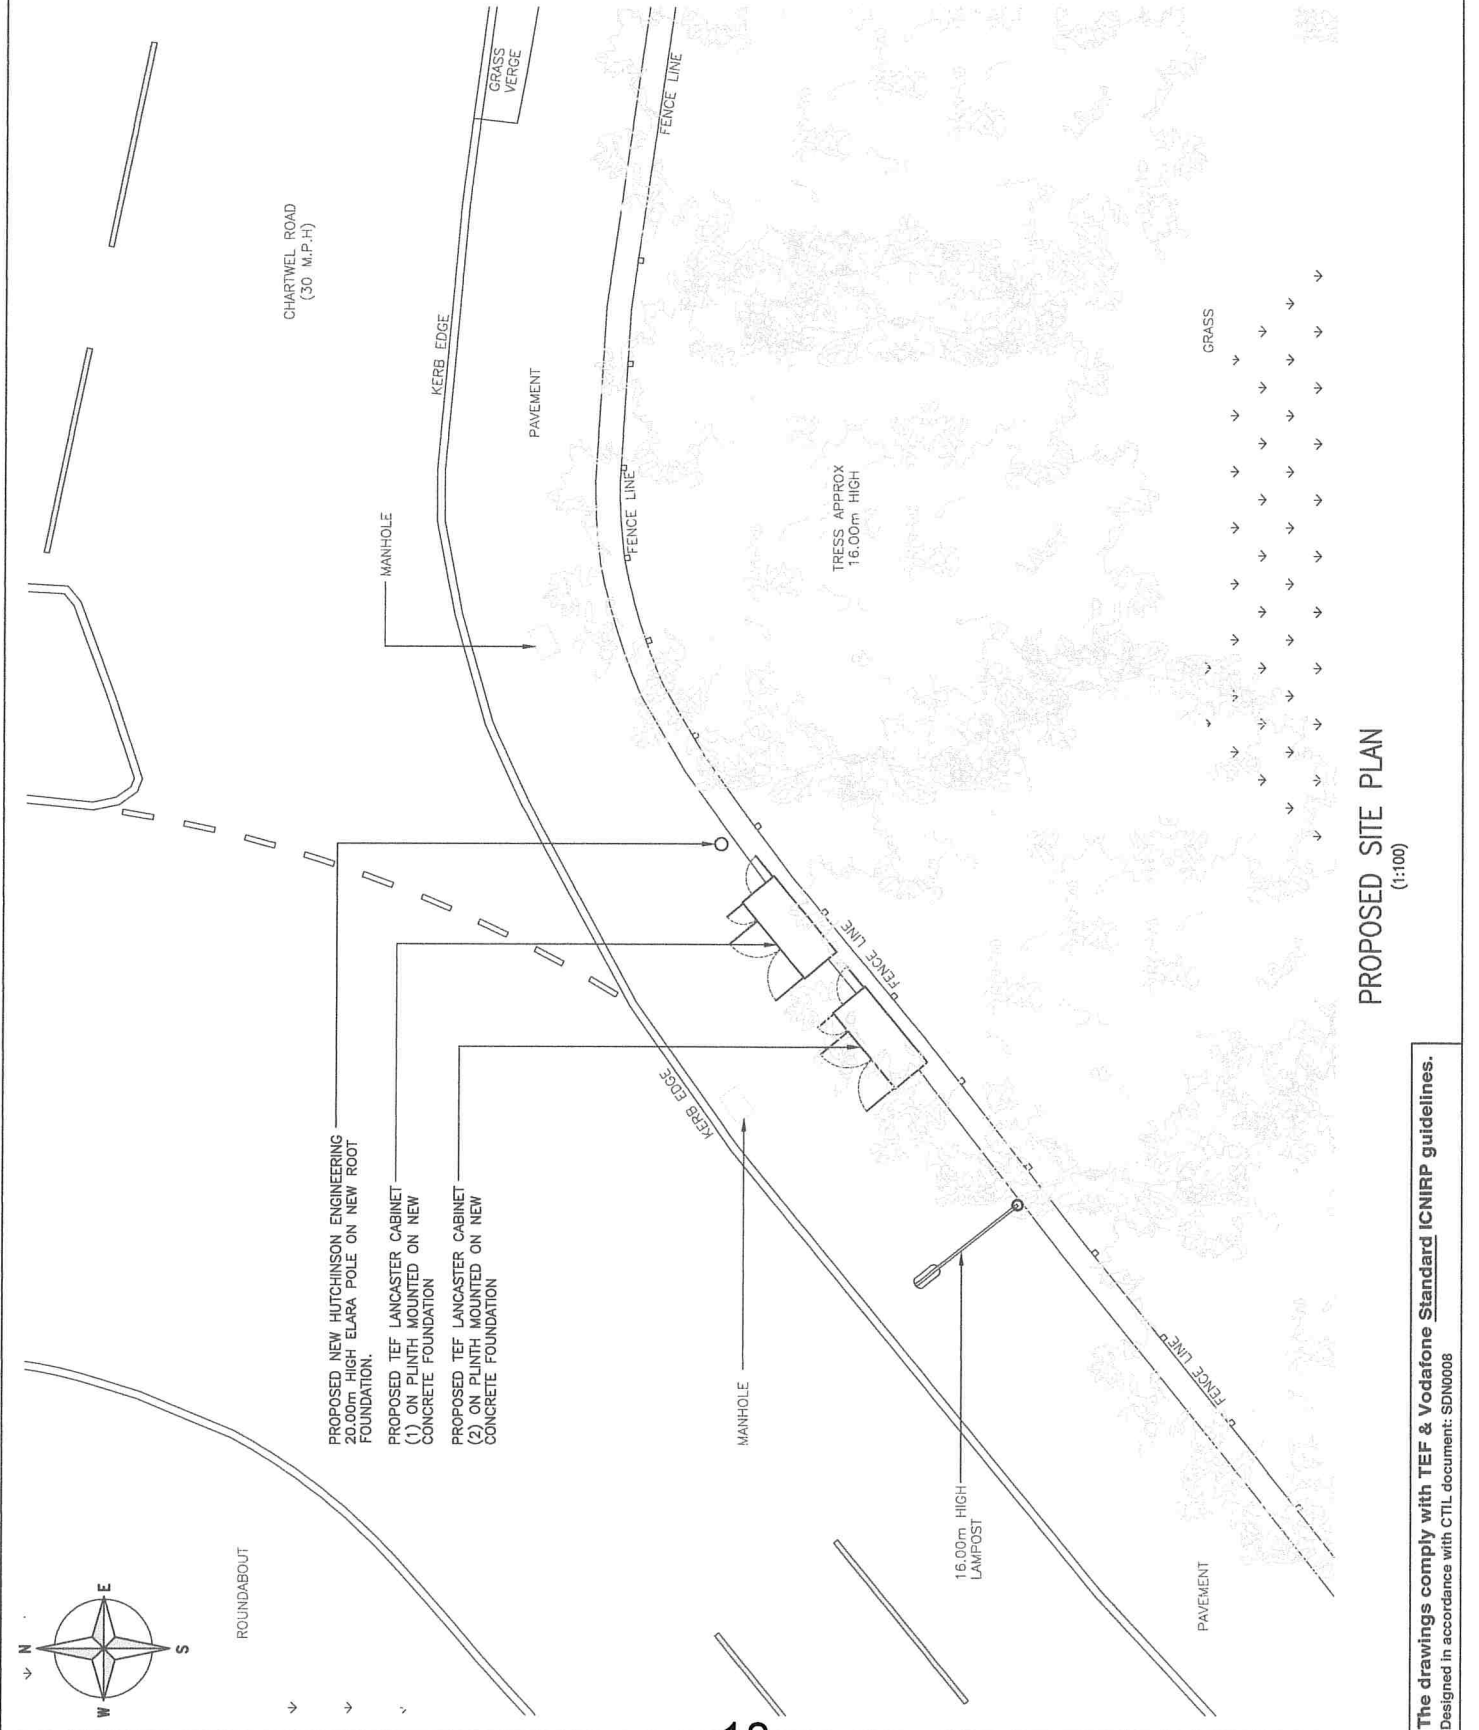 N
E
S
W
ROUNDABOUT
CHARTWEL ROAD
(30 M.P.H)
GRASS
VERGE
KERB EDGE
PAVEMENT
FENCE LINE
MANHOLE
FENCE LINE
PROPOSED NEW HUTCHINSON ENGINEERING
20.00m HIGH ELARA POLE ON NEW ROOT
FOUNDATION.
PROPOSED TEF LANCASTER CABINET
(1) ON PLINTH MOUNTED ON NEW
CONCRETE FOUNDATION
PROPOSED TEF LANCASTER CABINET
(2) ON PLINTH MOUNTED ON NEW
CONCRETE FOUNDATION
KERB EDGE
MANHOLE
FENCE LINE
TRESS APPROX
16.00m HIGH
GRASS
16.00m HIGH
LAMPOST
FENCE LINE
PAVEMENT
PROPOSED SITE PLAN
(1:100)
The drawings comply with TEF & Vodafone Standard ICNIRP guidelines.
Designed in accordance with CTIL document: SDN0008